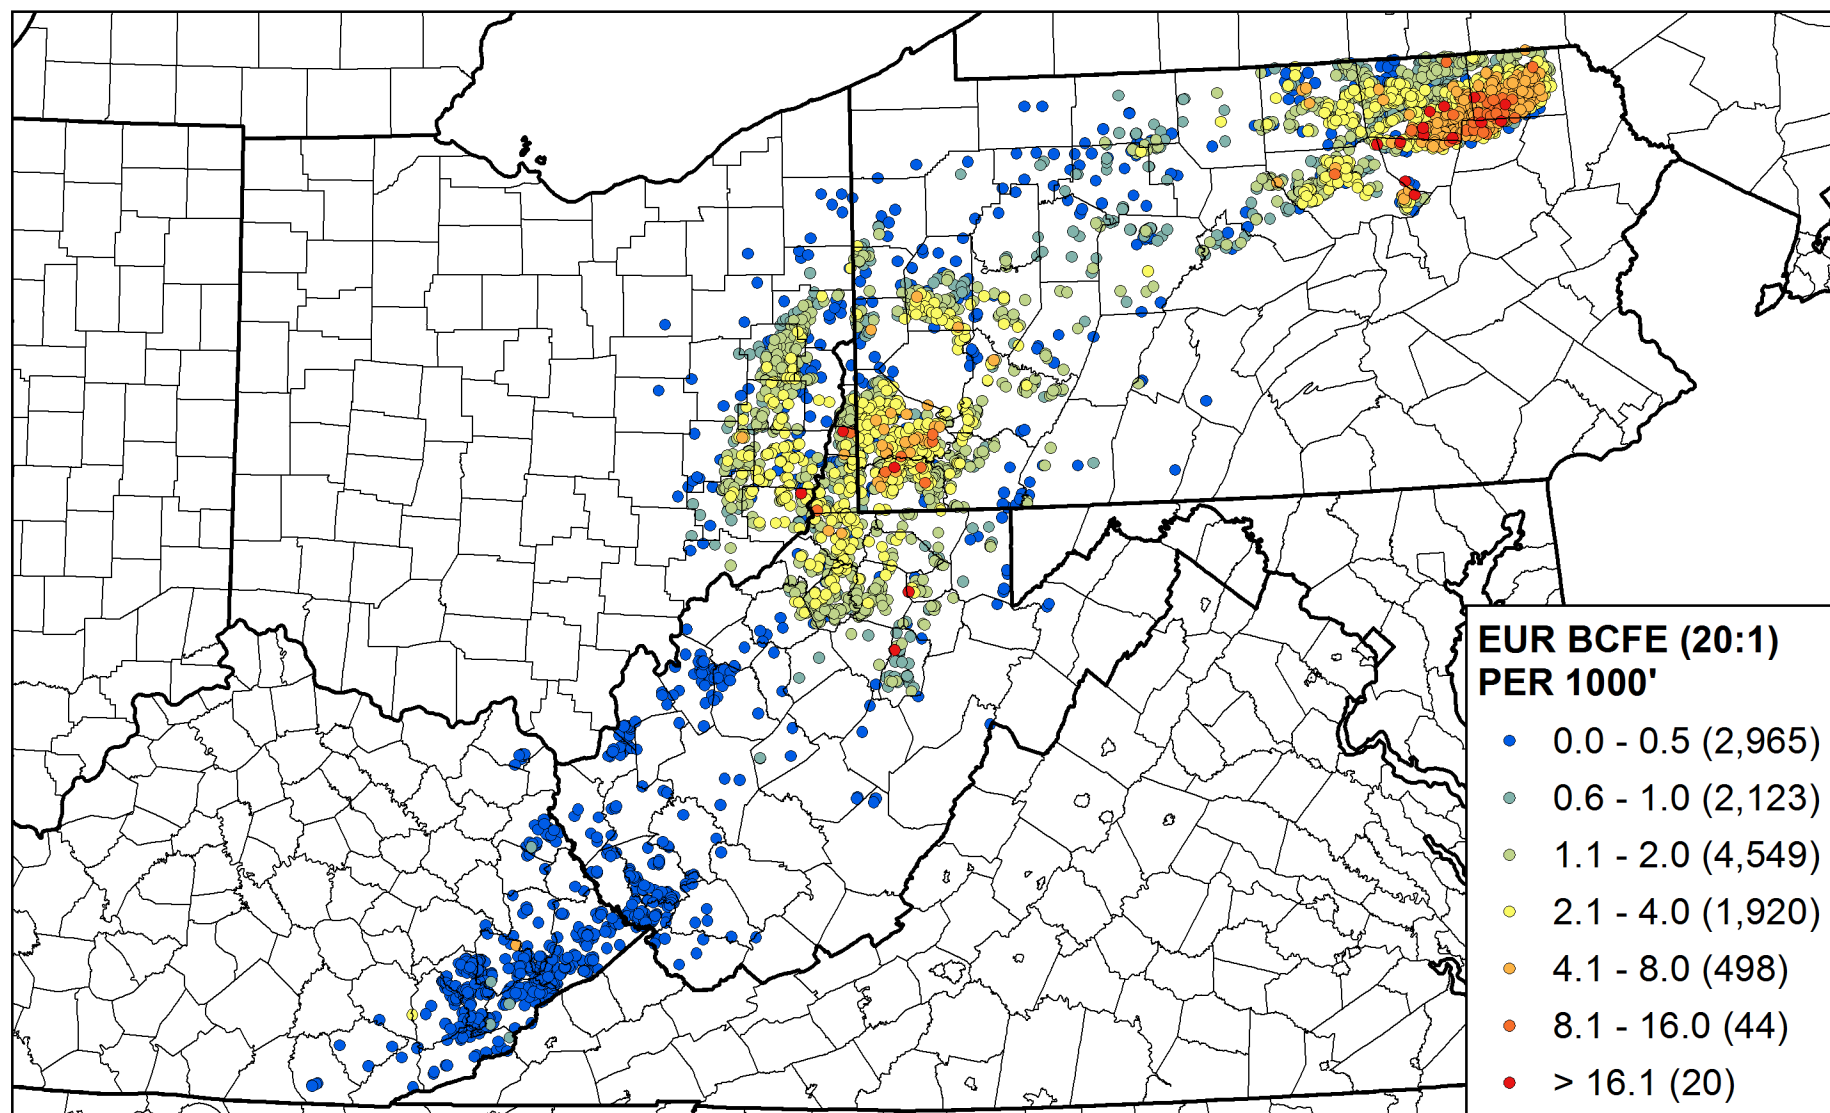 EUR BCFE (20:1)
PER 1000'
0.0 - 0.5 (2,965)
0.6 - 1.0 (2,123)
1.1 - 2.0 (4,549)
2.1 - 4.0 (1,920)
4.1 - 8.0 (498)
8.1 - 16.0 (44)
> 16.1 (20)